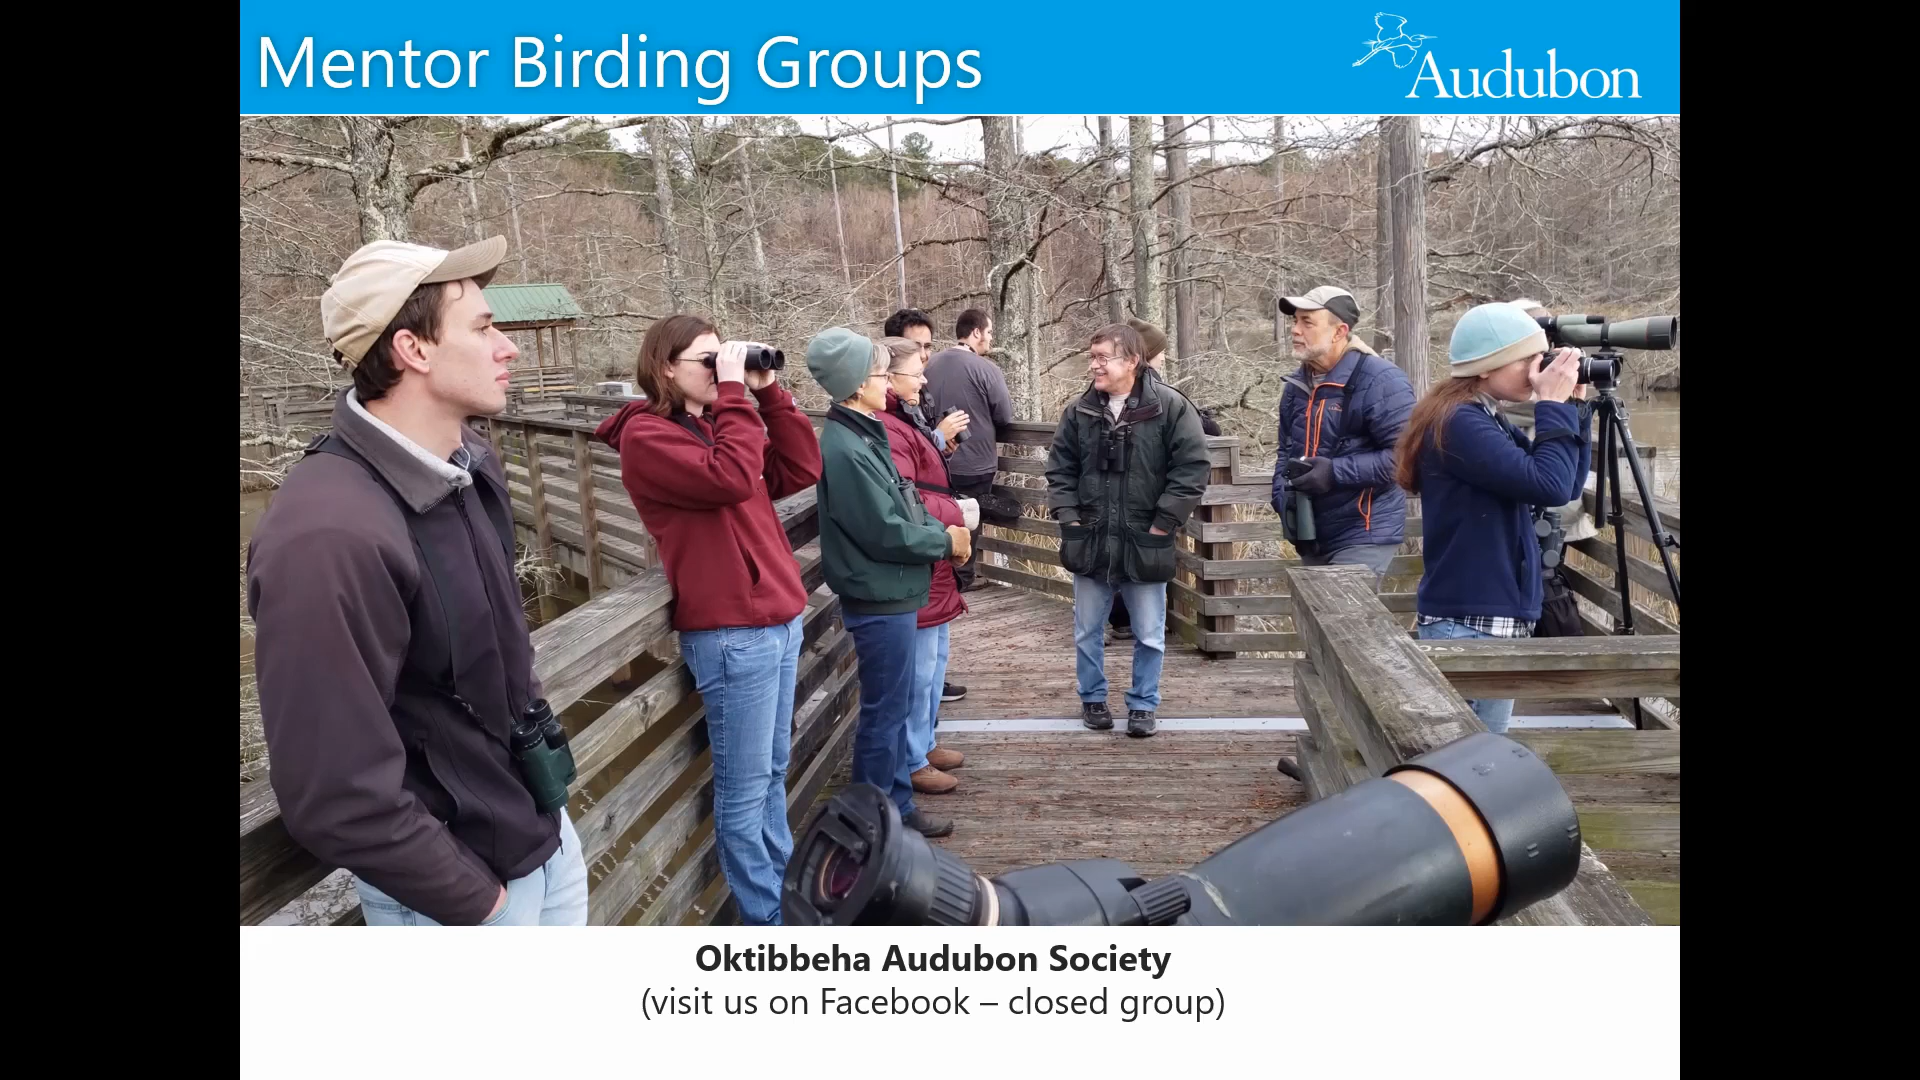 Mentor Birding Groups
Audubon
Oktibbeha Audubon Society
(visit us on Facebook – closed group)